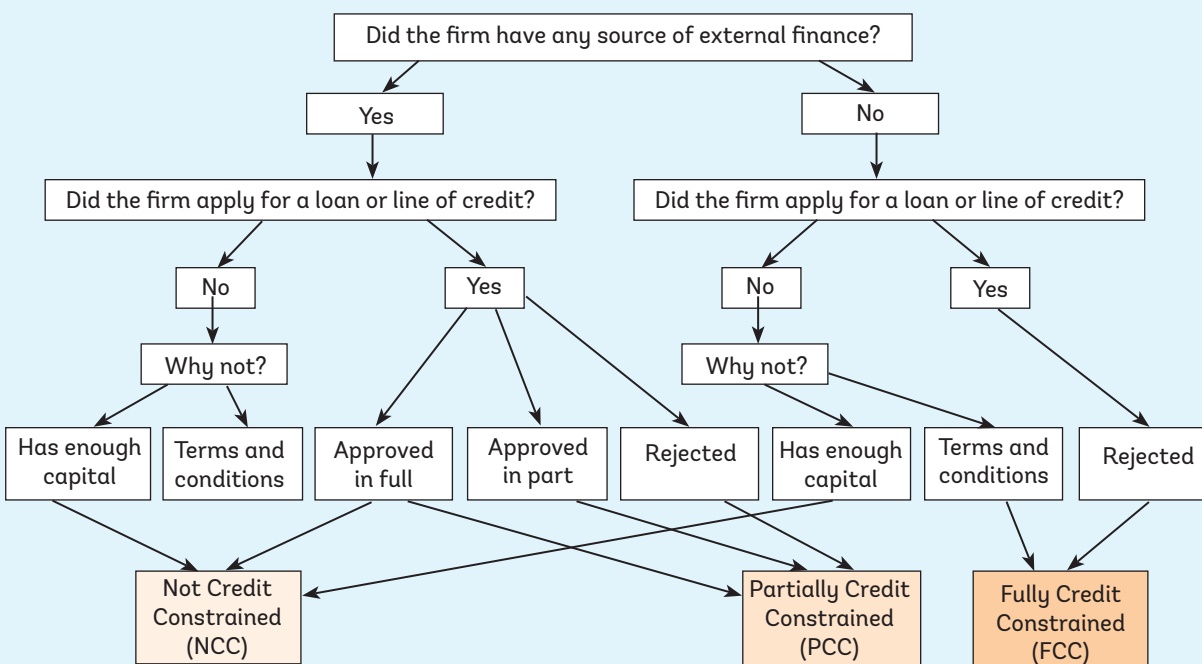 Did the firm have any source of external finance?
Yes
No
Did the firm apply for a loan or line of credit?
Did the firm apply for a loan or line of credit?
No
Yes
No
Yes
Why not?
Why not?
Has enough
capital
Terms and
conditions
Approved
in full
Approved
in part
Rejected
Has enough
capital
Terms and
conditions
Rejected
Not Credit
Constrained
(NCC)
Partially Credit
Constrained
(PCC)
Fully Credit
Constrained
(FCC)